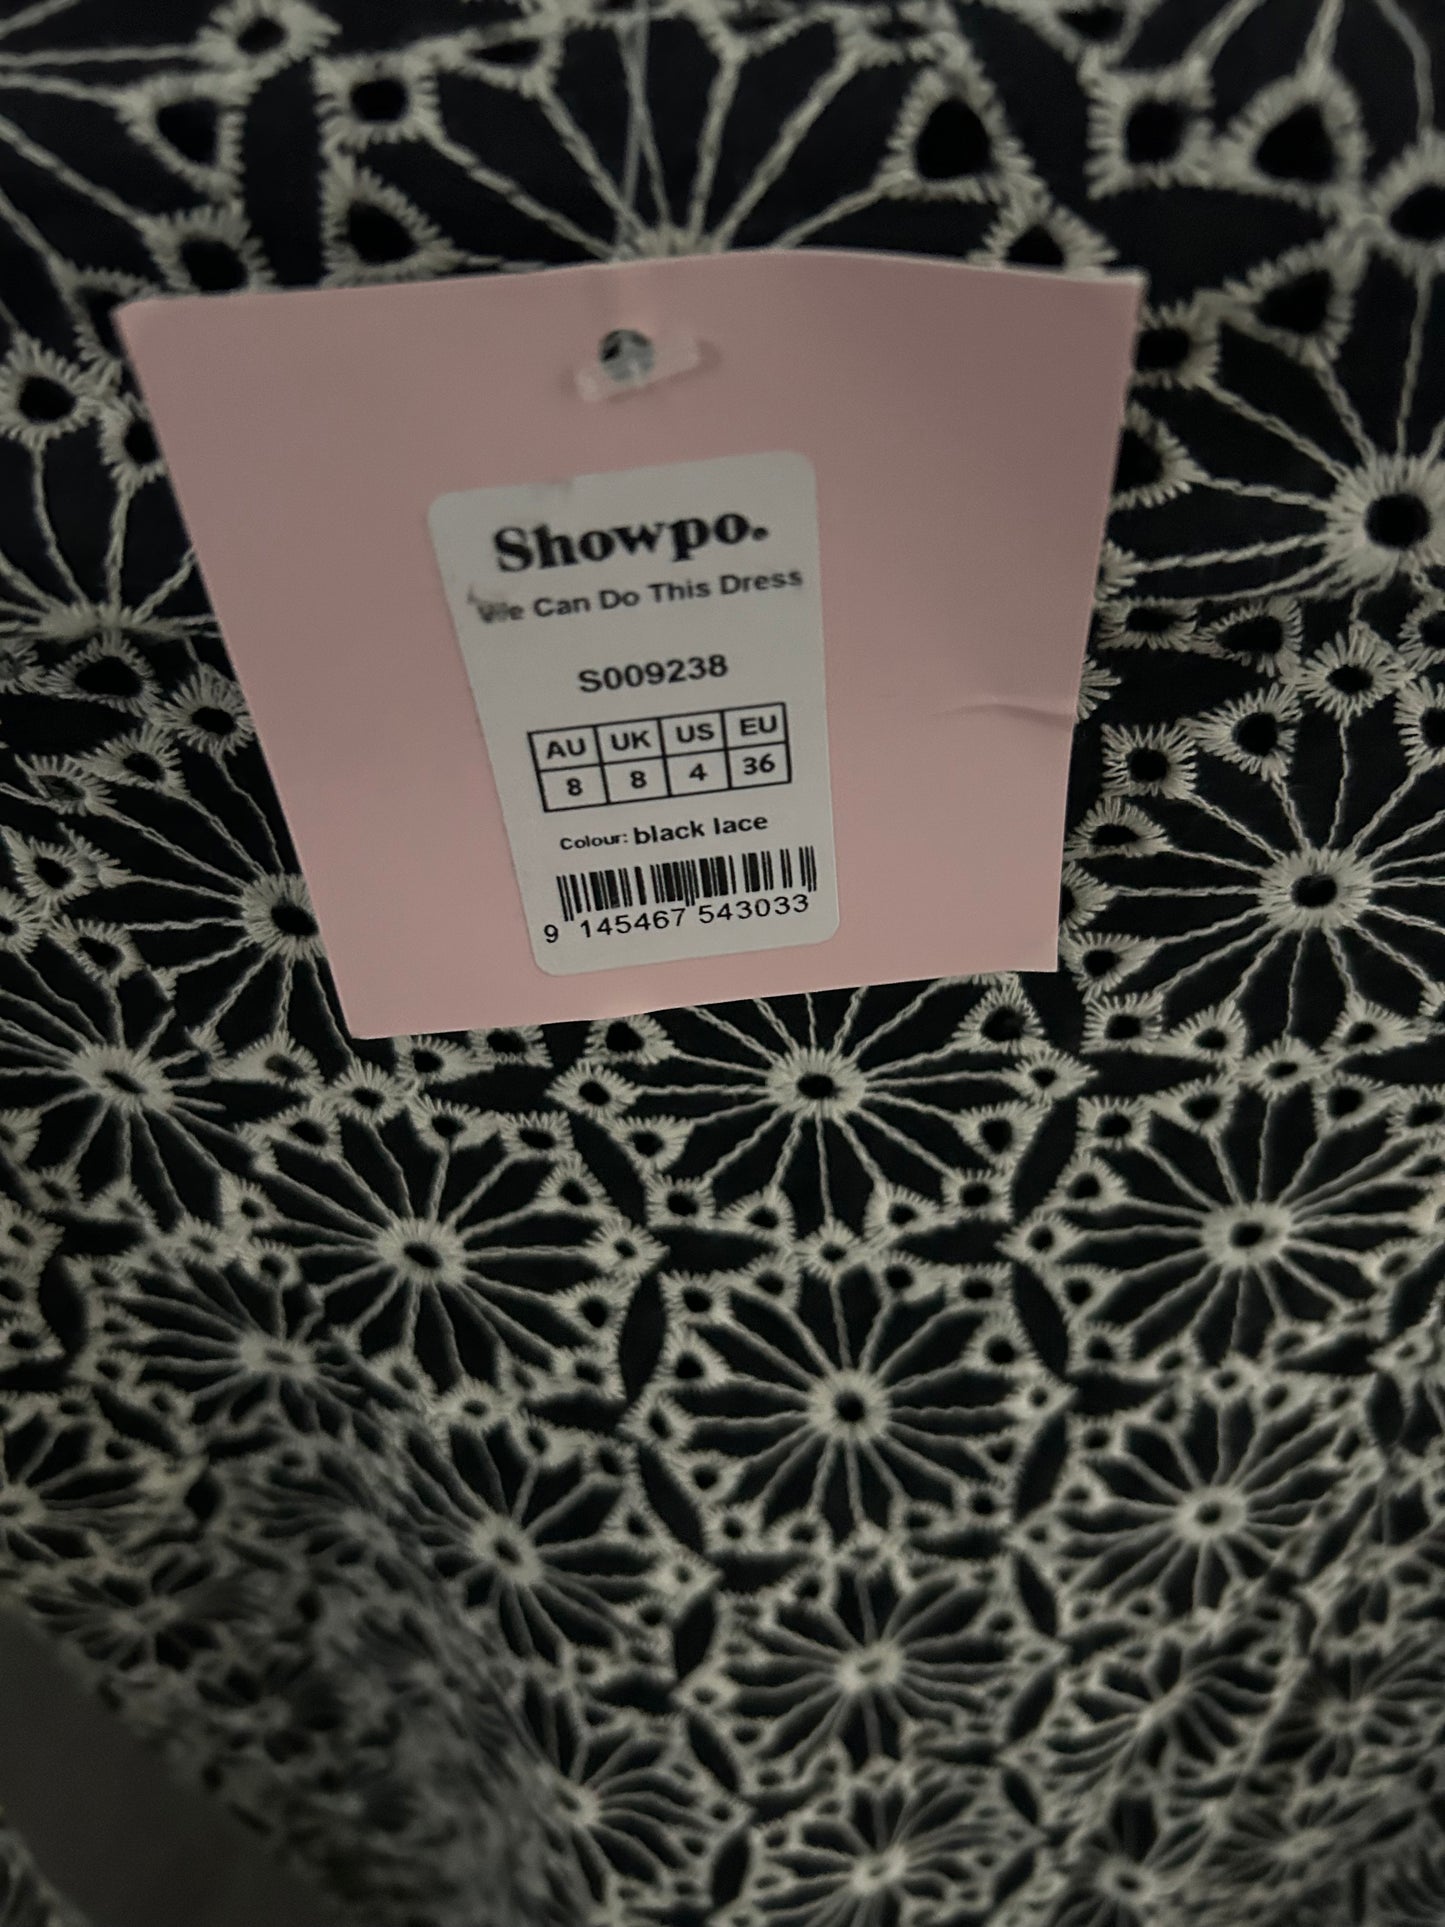 Showpo.
We Can Do This Dress
S009238
AU UK US EU
8 8 4 36
Colour: black lace
9 145467 543033